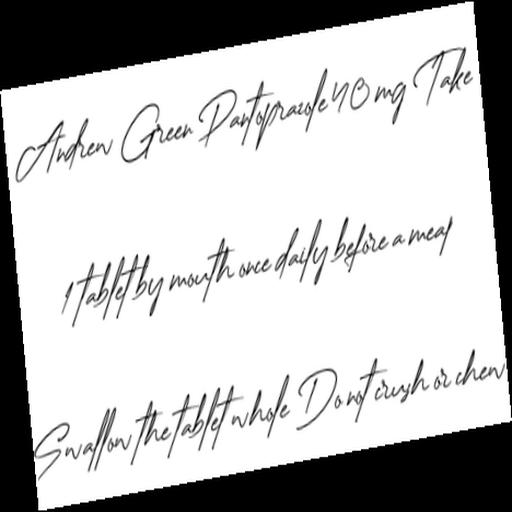 Andrew Green Pantoprazole 40 mg Take
1 tablet by mouth once daily before a meal
Swallow the tablet whole Do not crush or chew